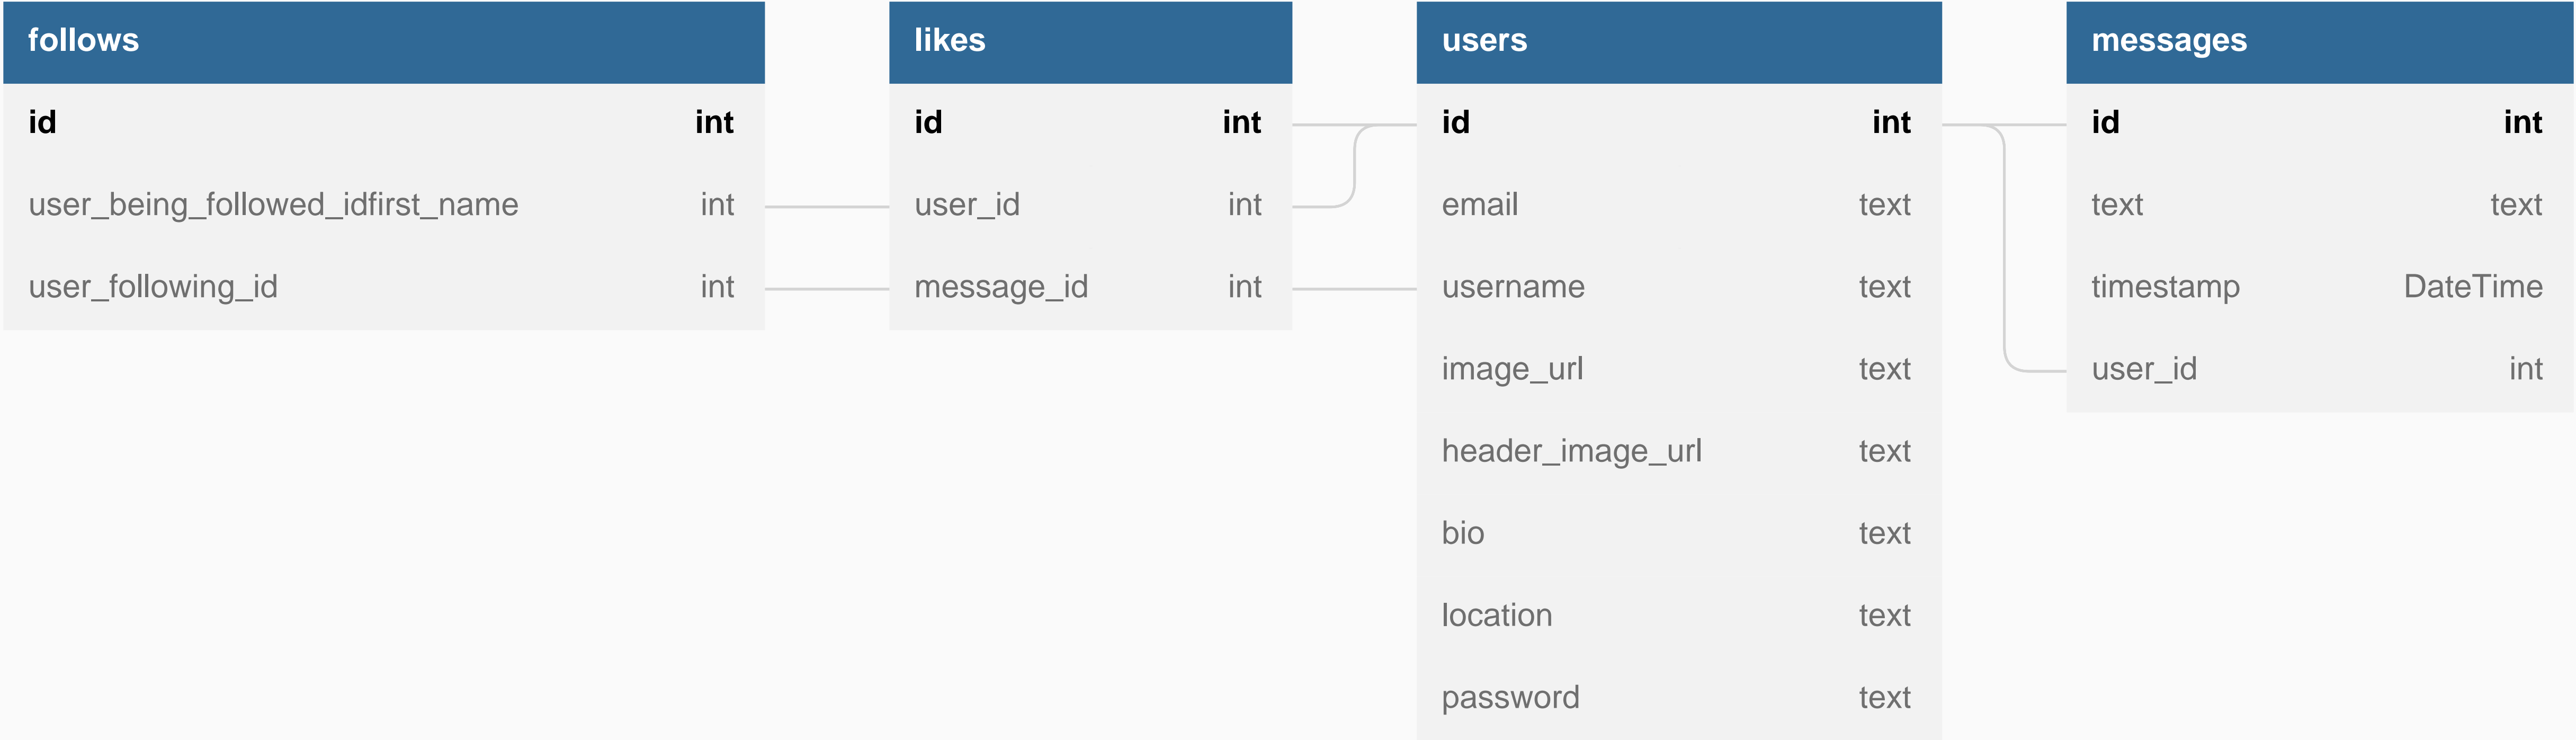 follows
id int
user_being_followed_idfirst_name int
user_following_id int
likes
id int
user_id int
message_id int
users
id int
email text
username text
image_url text
header_image_url text
bio text
location text
password text
messages
id int
text text
timestamp DateTime
user_id int